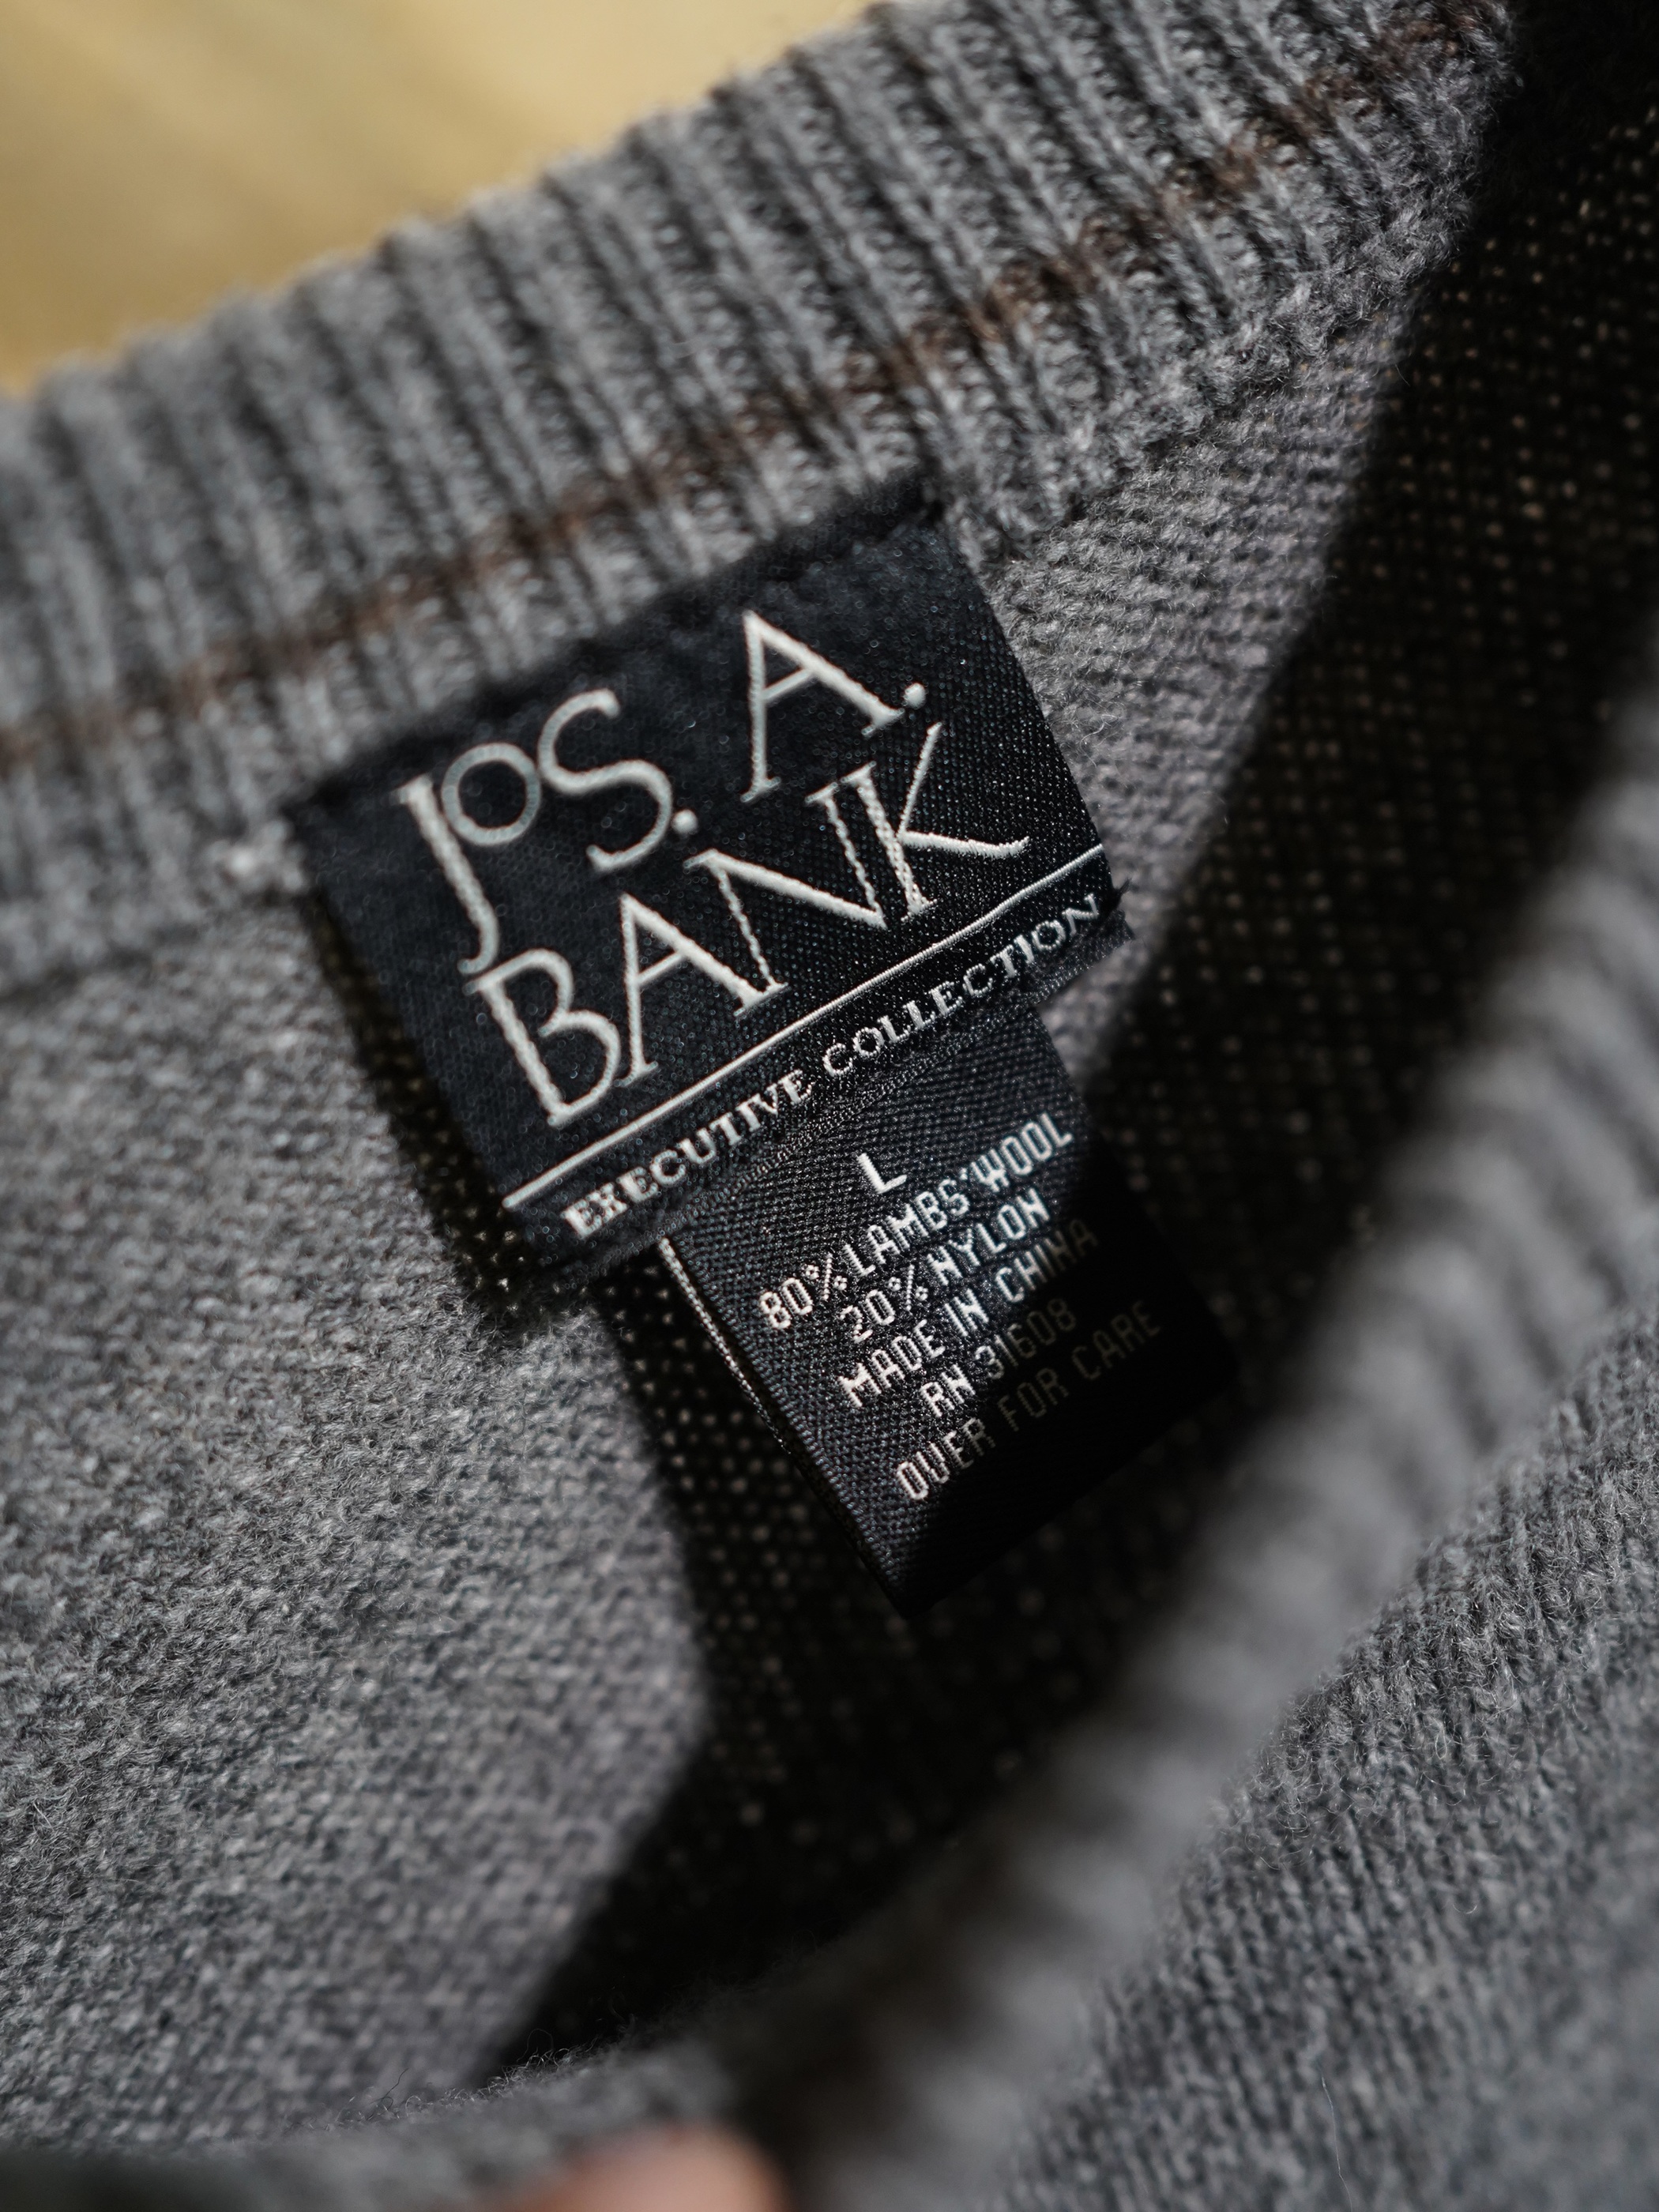 JOS. A.
BANK
EXECUTIVE COLLECTION
L
80% LAMBS'WOOL
20% NYLON
MADE IN CHINA
RN 31608
OVER FOR CARE